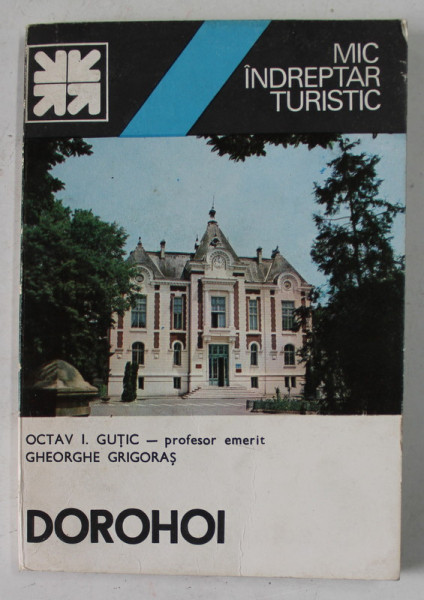 MIC
ÎNDREPTAR
TURISTIC
OCTAV I. GUȚIC — profesor emerit
GHEORGHE GRIGORAȘ
DOROHOI